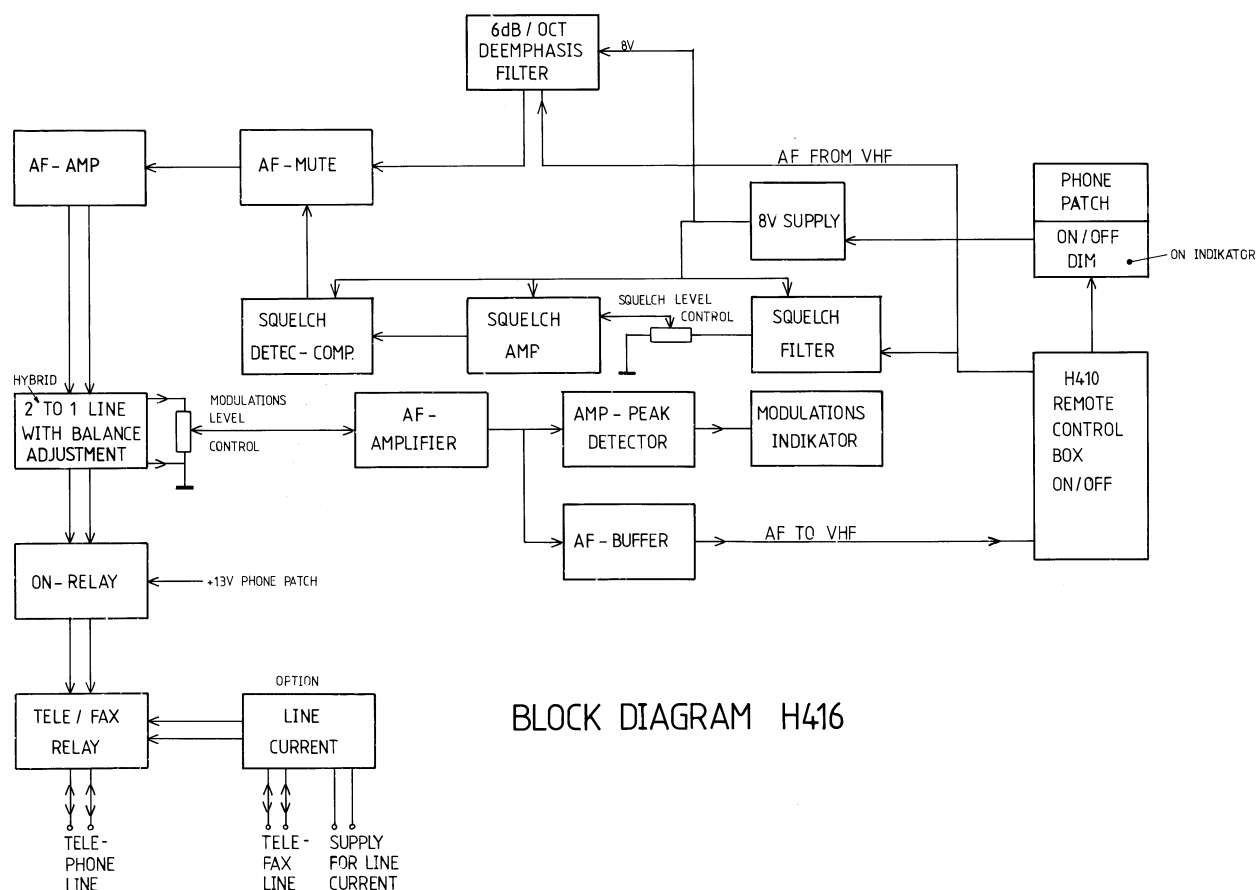 6dB / OCT
DEEMPHASIS
FILTER
8V
AF-AMP
AF-MUTE
AF FROM VHF
PHONE
PATCH
8V SUPPLY
ON/OFF
DIM
ON INDIKATOR
SQUELCH
DETEC-COMP.
SQUELCH
AMP
SQUELCH LEVEL
CONTROL
SQUELCH
FILTER
HYBRID
2 TO 1 LINE
WITH BALANCE
ADJUSTMENT
MODULATIONS
LEVEL
CONTROL
AF-
AMPLIFIER
AMP-PEAK
DETECTOR
MODULATIONS
INDIKATOR
H410
REMOTE
CONTROL
BOX
ON/OFF
AF-BUFFER
AF TO VHF
ON-RELAY
+13V PHONE PATCH
TELE / FAX
RELAY
OPTION
LINE
CURRENT
BLOCK DIAGRAM H416
TELE-
PHONE
LINE
TELE-
FAX
LINE
SUPPLY
FOR LINE
CURRENT